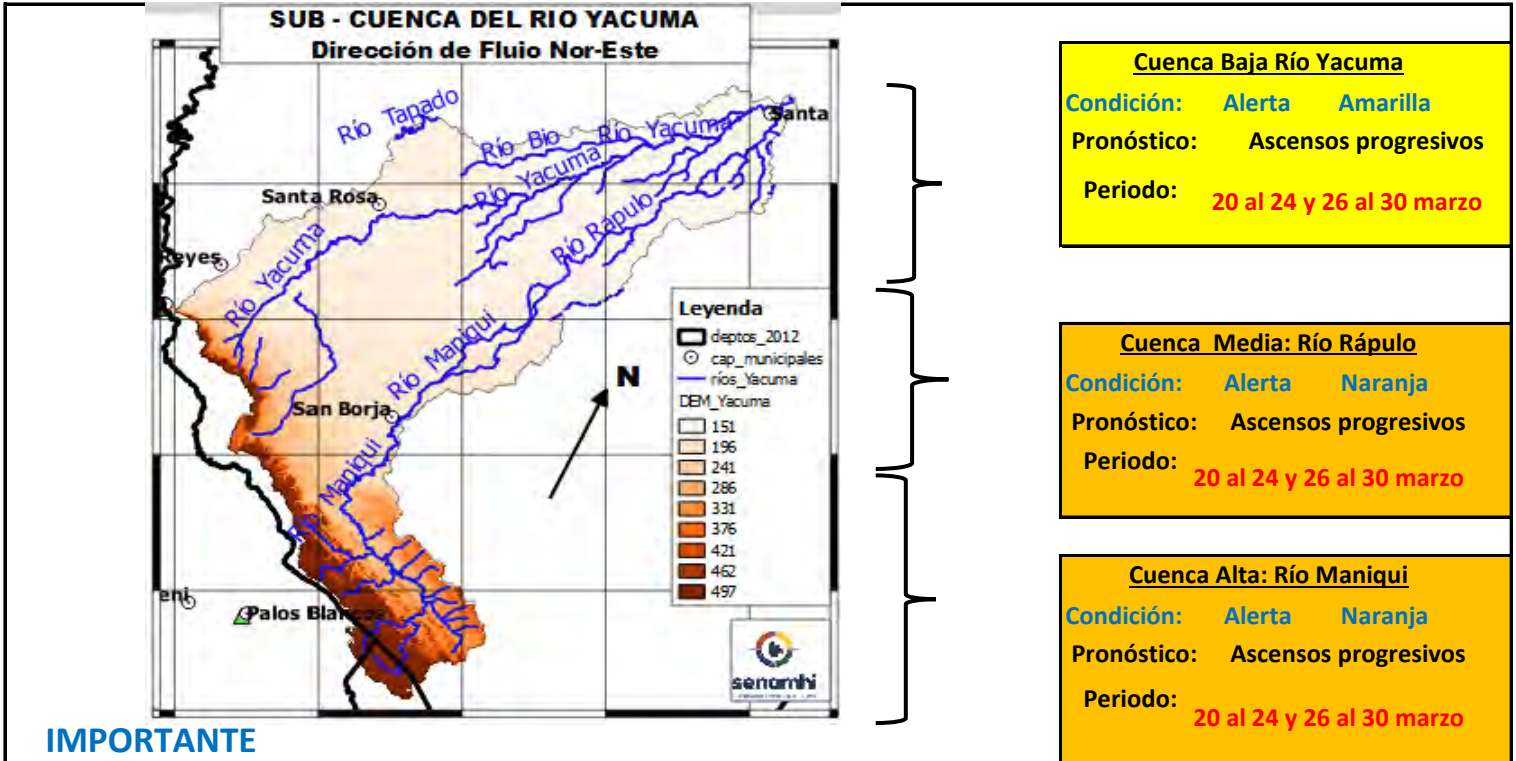 SUB - CUENCA DEL RIO YACUMA
Dirección de Flujo Nor-Este
Río Tapado
Río Bio
Río Yacuma
Santa
Río Yacuma
Santa Rosa
Río Rápulo
Reyes
Río Yacuma
Río Maniqui
San Borja
Río Maniqui
eni
Palos Blancos
N
Leyenda
deptos_2012
cap_municipales
ríos_Yacuma
DEM_Yacuma
151
196
241
286
331
376
421
462
497
senamhi
Cuenca Baja Río Yacuma
Condición: Alerta Amarilla
Pronóstico: Ascensos progresivos
Periodo: 20 al 24 y 26 al 30 marzo
Cuenca Media: Río Rápulo
Condición: Alerta Naranja
Pronóstico: Ascensos progresivos
Periodo: 20 al 24 y 26 al 30 marzo
Cuenca Alta: Río Maniqui
Condición: Alerta Naranja
Pronóstico: Ascensos progresivos
Periodo: 20 al 24 y 26 al 30 marzo
IMPORTANTE